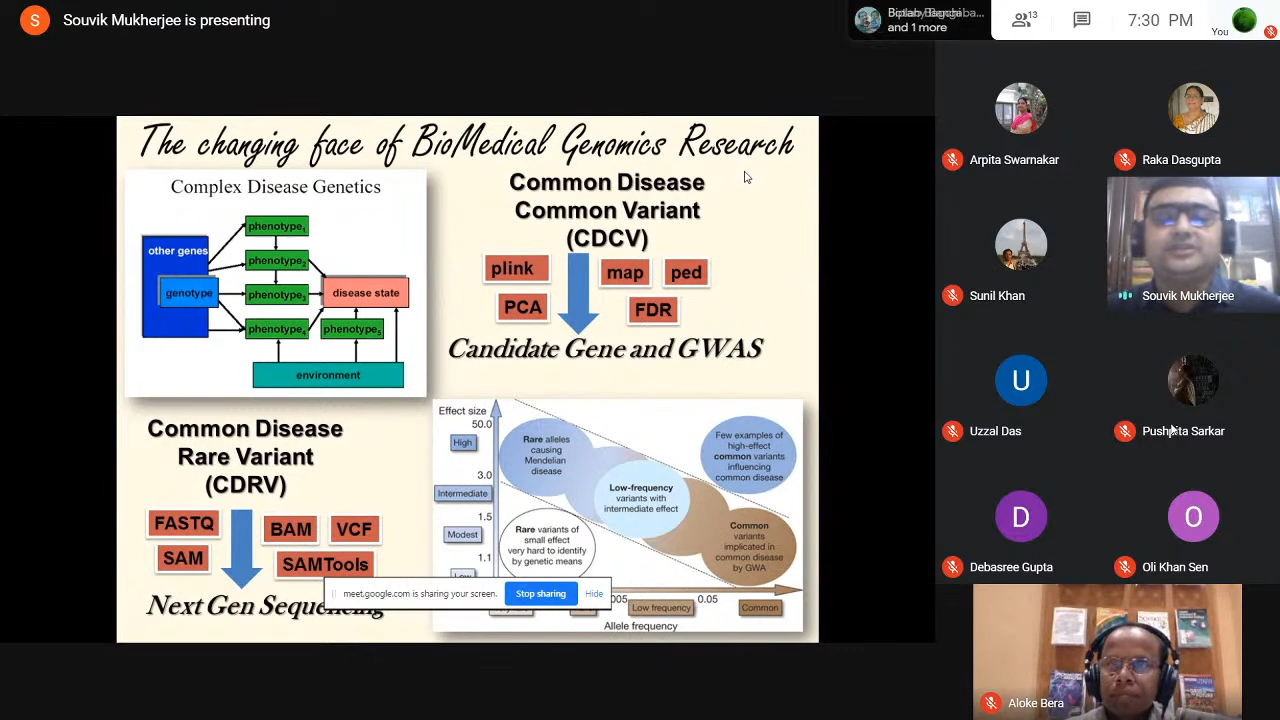 S Souvik Mukherjee is presenting
and 1 more
13
7:30 PM
You
The changing face of BioMedical Genomics Research
Complex Disease Genetics
other genes
genotype
phenotype1
phenotype2
phenotype3
phenotype4
phenotype5
disease state
environment
Common Disease
Common Variant
(CDCV)
plink
map
ped
PCA
FDR
Candidate Gene and GWAS
Common Disease
Rare Variant
(CDRV)
FASTQ
BAM
VCF
SAM
SAMTools
Next Gen Sequencing
Effect size
50.0
High
3.0
Intermediate
1.5
Modest
1.1
Low
Rare alleles
causing
Mendelian
disease
Few examples of
high-effect
common variants
influencing
common disease
Low-frequency
variants with
intermediate effect
Rare variants of
small effect
very hard to identify
by genetic means
Common
variants
implicated in
common disease
by GWA
005
0.05
Low frequency
Common
Allele frequency
meet.google.com is sharing your screen.
Stop sharing
Hide
Arpita Swarnakar
Raka Dasgupta
Sunil Khan
Souvik Mukherjee
U
Uzzal Das
Pushpita Sarkar
D
Debasree Gupta
O
Oli Khan Sen
Aloke Bera